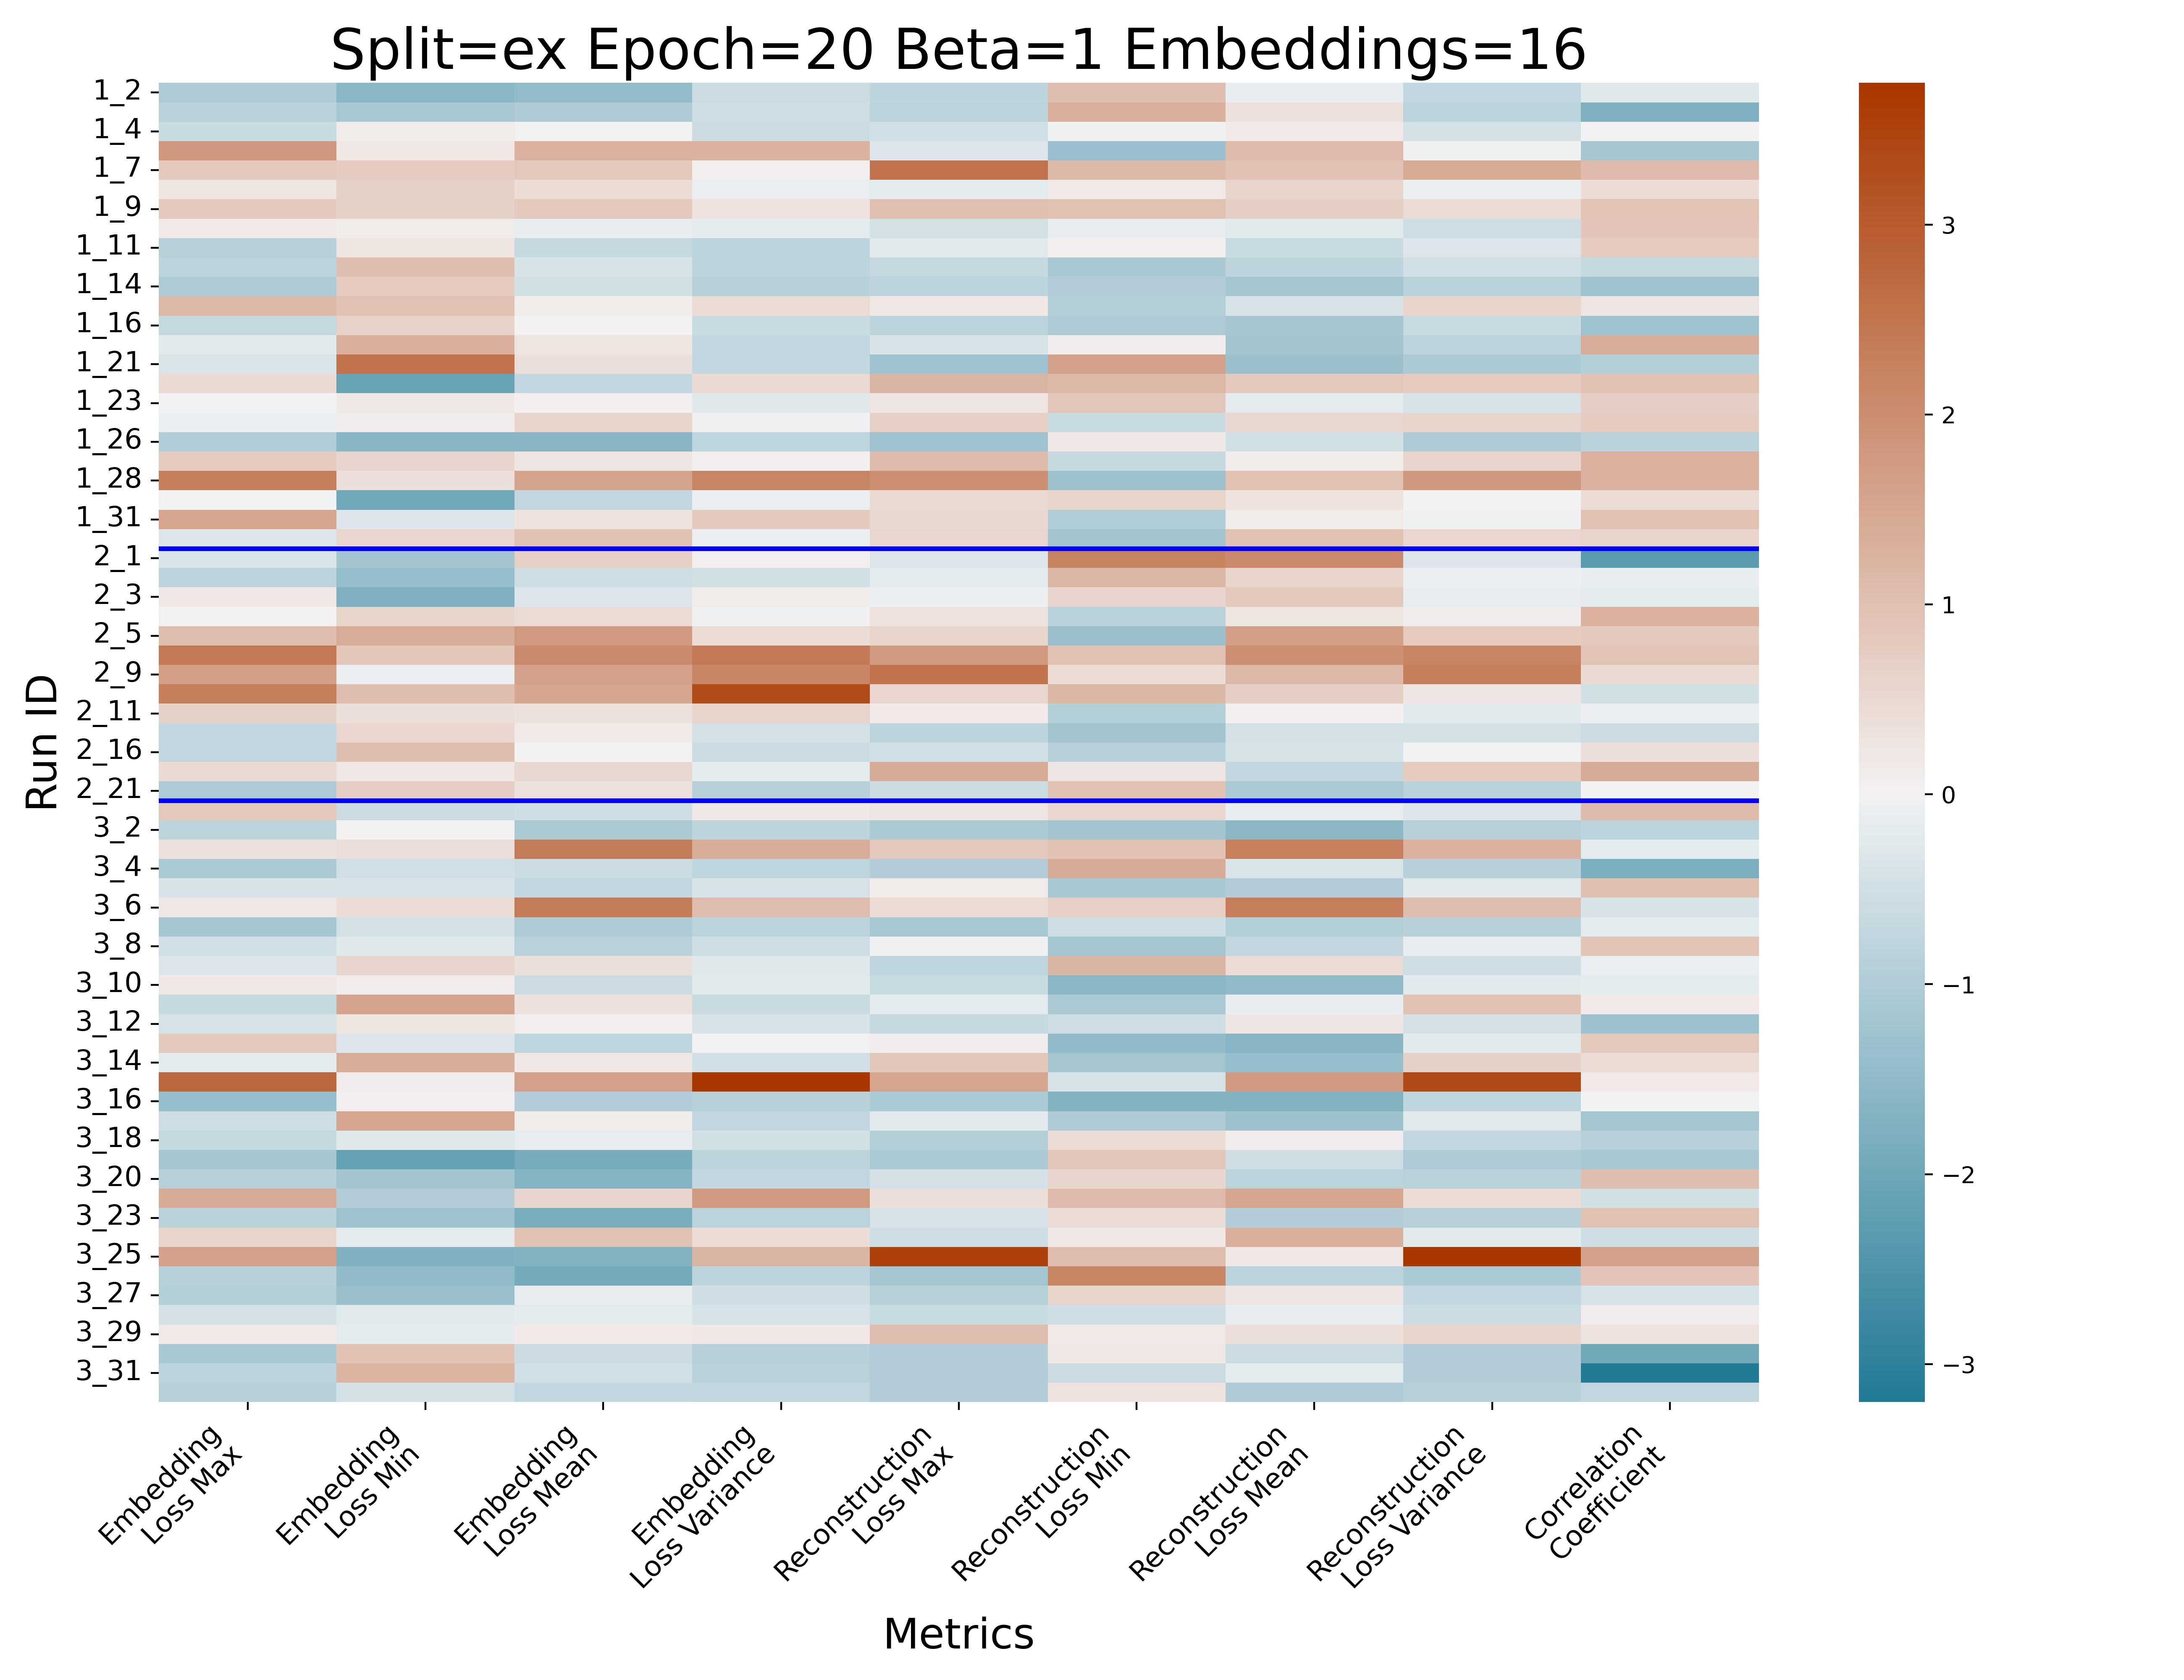 Split=ex Epoch=20 Beta=1 Embeddings=16
Run ID
1_2
1_4
1_7
1_9
1_11
1_14
1_16
1_21
1_23
1_26
1_28
1_31
2_1
2_3
2_5
2_9
2_11
2_16
2_21
3_2
3_4
3_6
3_8
3_10
3_12
3_14
3_16
3_18
3_20
3_23
3_25
3_27
3_29
3_31
Embedding
Loss Max
Embedding
Loss Min
Embedding
Loss Mean
Embedding
Loss Variance
Reconstruction
Loss Max
Reconstruction
Loss Min
Reconstruction
Loss Mean
Reconstruction
Loss Variance
Correlation
Coefficient
Metrics
3
2
1
0
−1
−2
−3